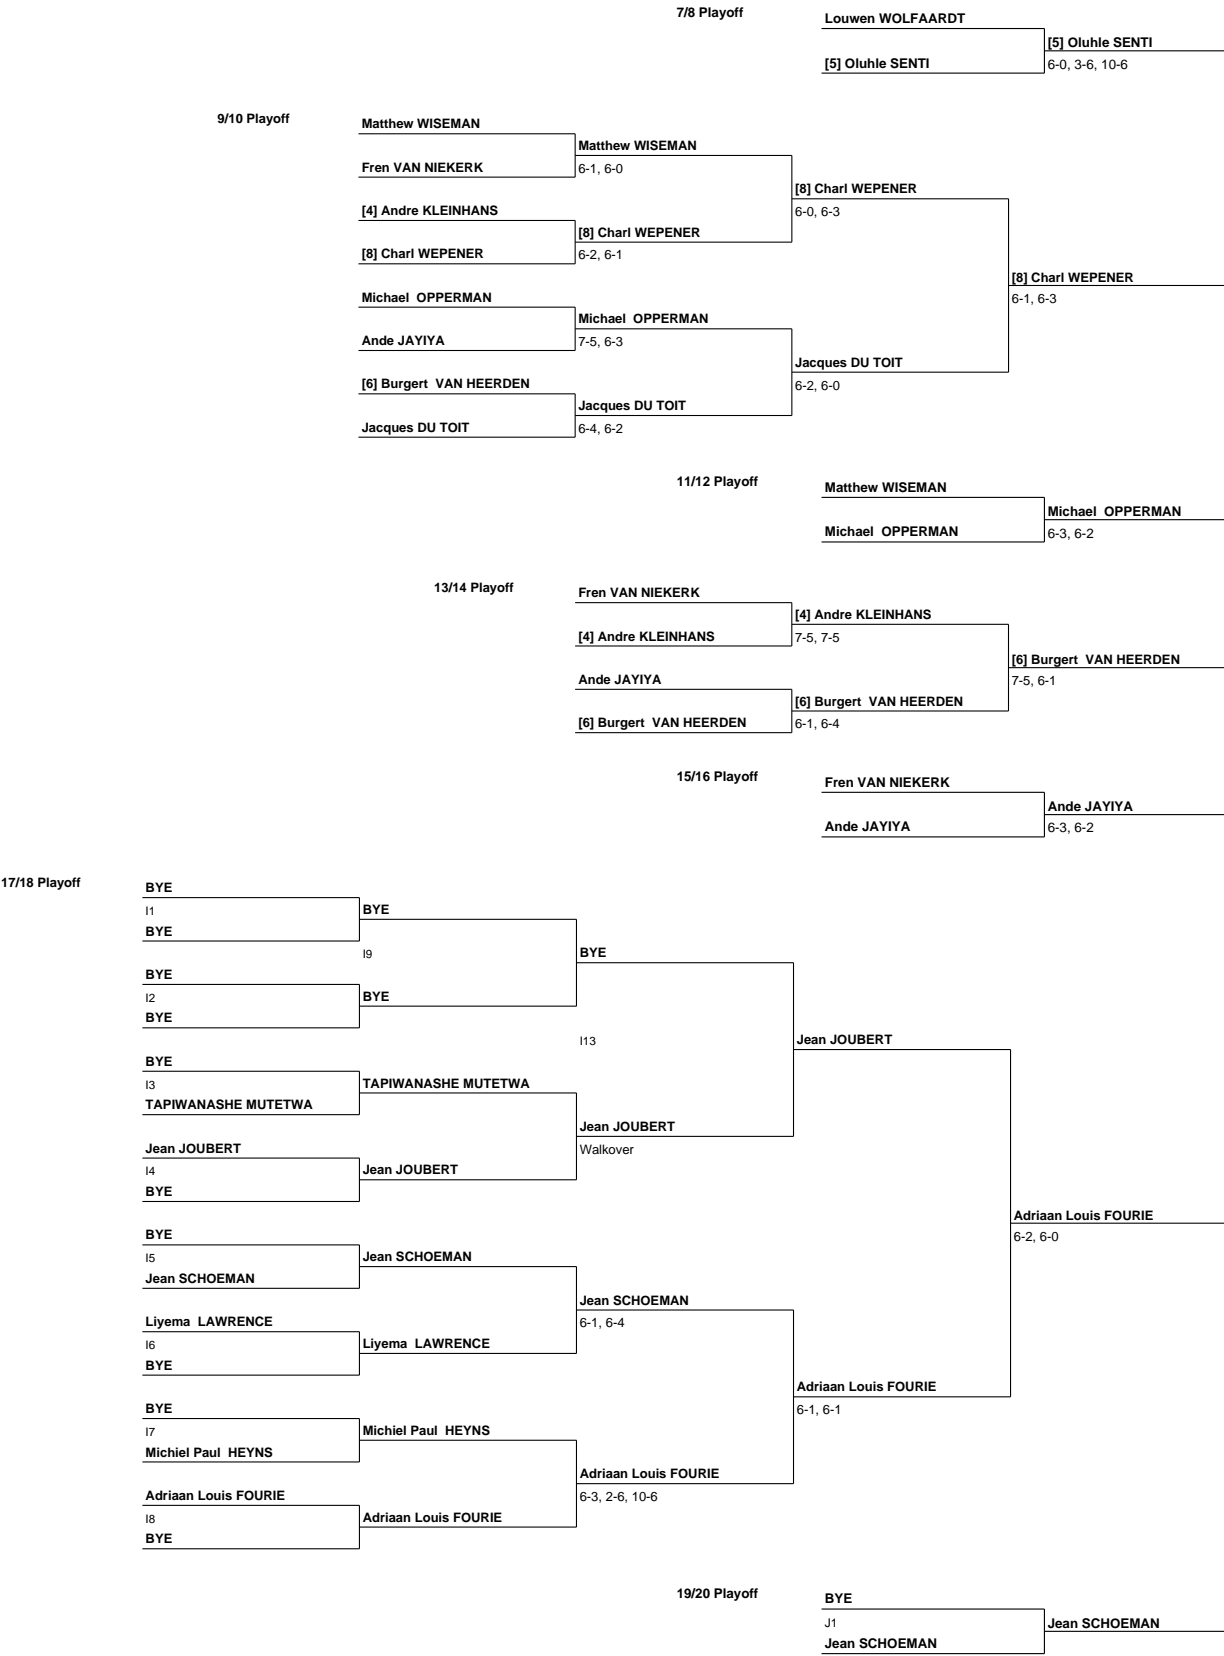 7/8 Playoff
Louwen WOLFAARDT
[5] Oluhle SENTI
[5] Oluhle SENTI
6-0, 3-6, 10-6
9/10 Playoff
Matthew WISEMAN
Matthew WISEMAN
Fren VAN NIEKERK
6-1, 6-0
[8] Charl WEPENER
[4] Andre KLEINHANS
6-0, 6-3
[8] Charl WEPENER
[8] Charl WEPENER
6-2, 6-1
[8] Charl WEPENER
Michael  OPPERMAN
6-1, 6-3
Michael  OPPERMAN
Ande JAYIYA
7-5, 6-3
Jacques DU TOIT
[6] Burgert  VAN HEERDEN
6-2, 6-0
Jacques DU TOIT
Jacques DU TOIT
6-4, 6-2
11/12 Playoff
Matthew WISEMAN
Michael  OPPERMAN
Michael  OPPERMAN
6-3, 6-2
13/14 Playoff
Fren VAN NIEKERK
[4] Andre KLEINHANS
[4] Andre KLEINHANS
7-5, 7-5
[6] Burgert  VAN HEERDEN
Ande JAYIYA
7-5, 6-1
[6] Burgert  VAN HEERDEN
[6] Burgert  VAN HEERDEN
6-1, 6-4
15/16 Playoff
Fren VAN NIEKERK
Ande JAYIYA
Ande JAYIYA
6-3, 6-2
17/18 Playoff
BYE
I1
BYE
BYE
I9
BYE
BYE
I2
BYE
BYE
I13
Jean JOUBERT
BYE
I3
TAPIWANASHE MUTETWA
TAPIWANASHE MUTETWA
Jean JOUBERT
Jean JOUBERT
Walkover
I4
Jean JOUBERT
BYE
Adriaan Louis FOURIE
BYE
6-2, 6-0
I5
Jean SCHOEMAN
Jean SCHOEMAN
Jean SCHOEMAN
Liyema  LAWRENCE
6-1, 6-4
I6
Liyema  LAWRENCE
BYE
Adriaan Louis FOURIE
BYE
6-1, 6-1
I7
Michiel Paul  HEYNS
Michiel Paul  HEYNS
Adriaan Louis FOURIE
Adriaan Louis FOURIE
6-3, 2-6, 10-6
I8
Adriaan Louis FOURIE
BYE
19/20 Playoff
BYE
J1
Jean SCHOEMAN
Jean SCHOEMAN